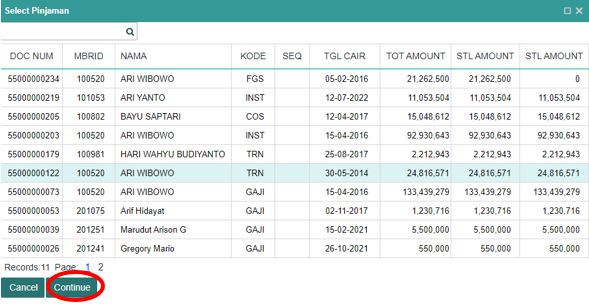 Select Pinjaman
DOC NUM MBRID NAMA KODE SEQ TGL CAIR TOT AMOUNT STL AMOUNT STL AMOUNT
55000000234 100520 ARI WIBOWO FGS 05-02-2016 21,262,500 21,262,500 0
55000000219 101053 ARI YANTO INST 12-07-2022 11,053,504 11,053,504 11,053,504
55000000205 100802 BAYU SAPTARI COS 12-04-2017 15,048,612 15,048,612 15,048,612
55000000203 100520 ARI WIBOWO INST 15-04-2016 92,930,643 92,930,643 92,930,643
55000000179 100981 HARI WAHYU BUDIYANTO TRN 25-08-2017 2,212,943 2,212,943 2,212,943
55000000122 100520 ARI WIBOWO TRN 30-05-2014 24,816,571 24,816,571 24,816,571
55000000073 100520 ARI WIBOWO GAJI 15-04-2016 133,439,279 133,439,279 133,439,279
55000000053 201075 Arif Hidayat GAJI 02-11-2017 1,230,716 1,230,716 1,230,716
55000000039 201251 Marudut Arison G GAJI 15-02-2021 5,500,000 5,500,000 5,500,000
55000000026 201241 Gregory Mario GAJI 26-10-2021 550,000 550,000 550,000
Records:11 Page: 1 2
Cancel Continue